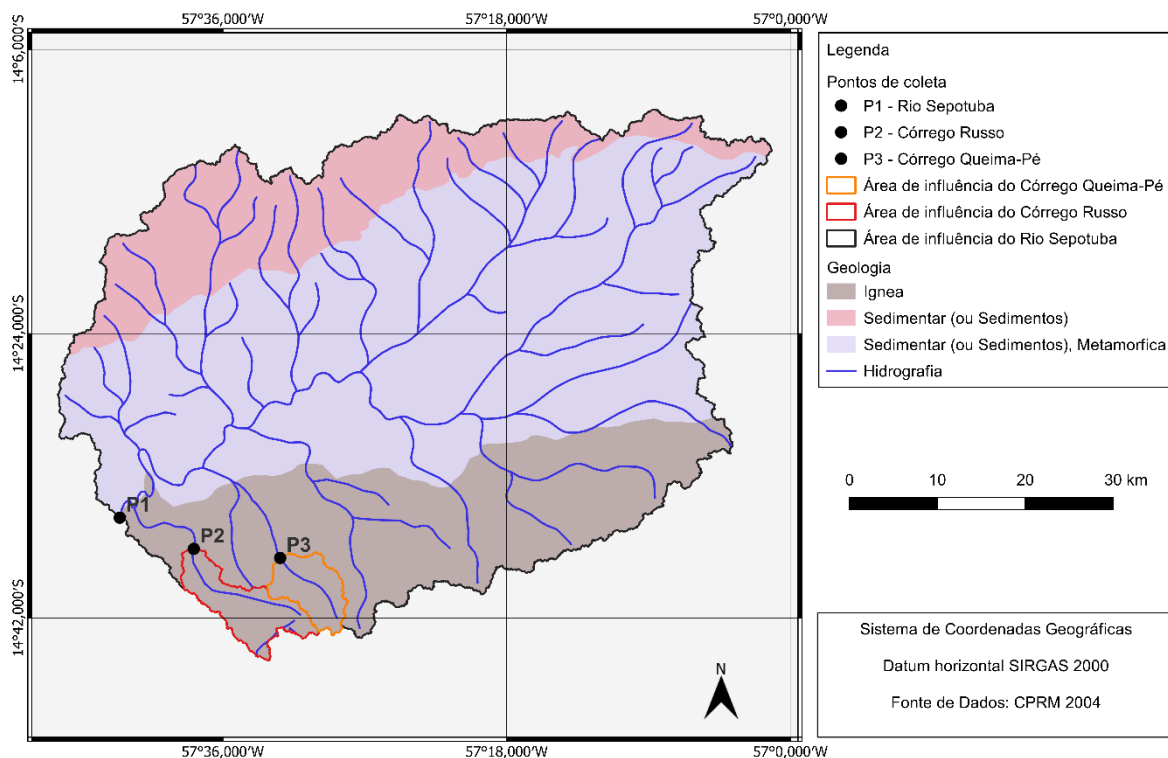 57°36,000'W 57°18,000'W 57°0,000'W
14°6,000'S
14°24,000'S
14°42,000'S
P1
P2
P3
N
57°36,000'W 57°18,000'W 57°0,000'W
Legenda
Pontos de coleta
P1 - Rio Sepotuba
P2 - Córrego Russo
P3 - Córrego Queima-Pé
Área de influência do Córrego Queima-Pé
Área de influência do Córrego Russo
Área de influência do Rio Sepotuba
Geologia
Ignea
Sedimentar (ou Sedimentos)
Sedimentar (ou Sedimentos), Metamorfica
Hidrografia
0 10 20 30 km
Sistema de Coordenadas Geográficas
Datum horizontal SIRGAS 2000
Fonte de Dados: CPRM 2004